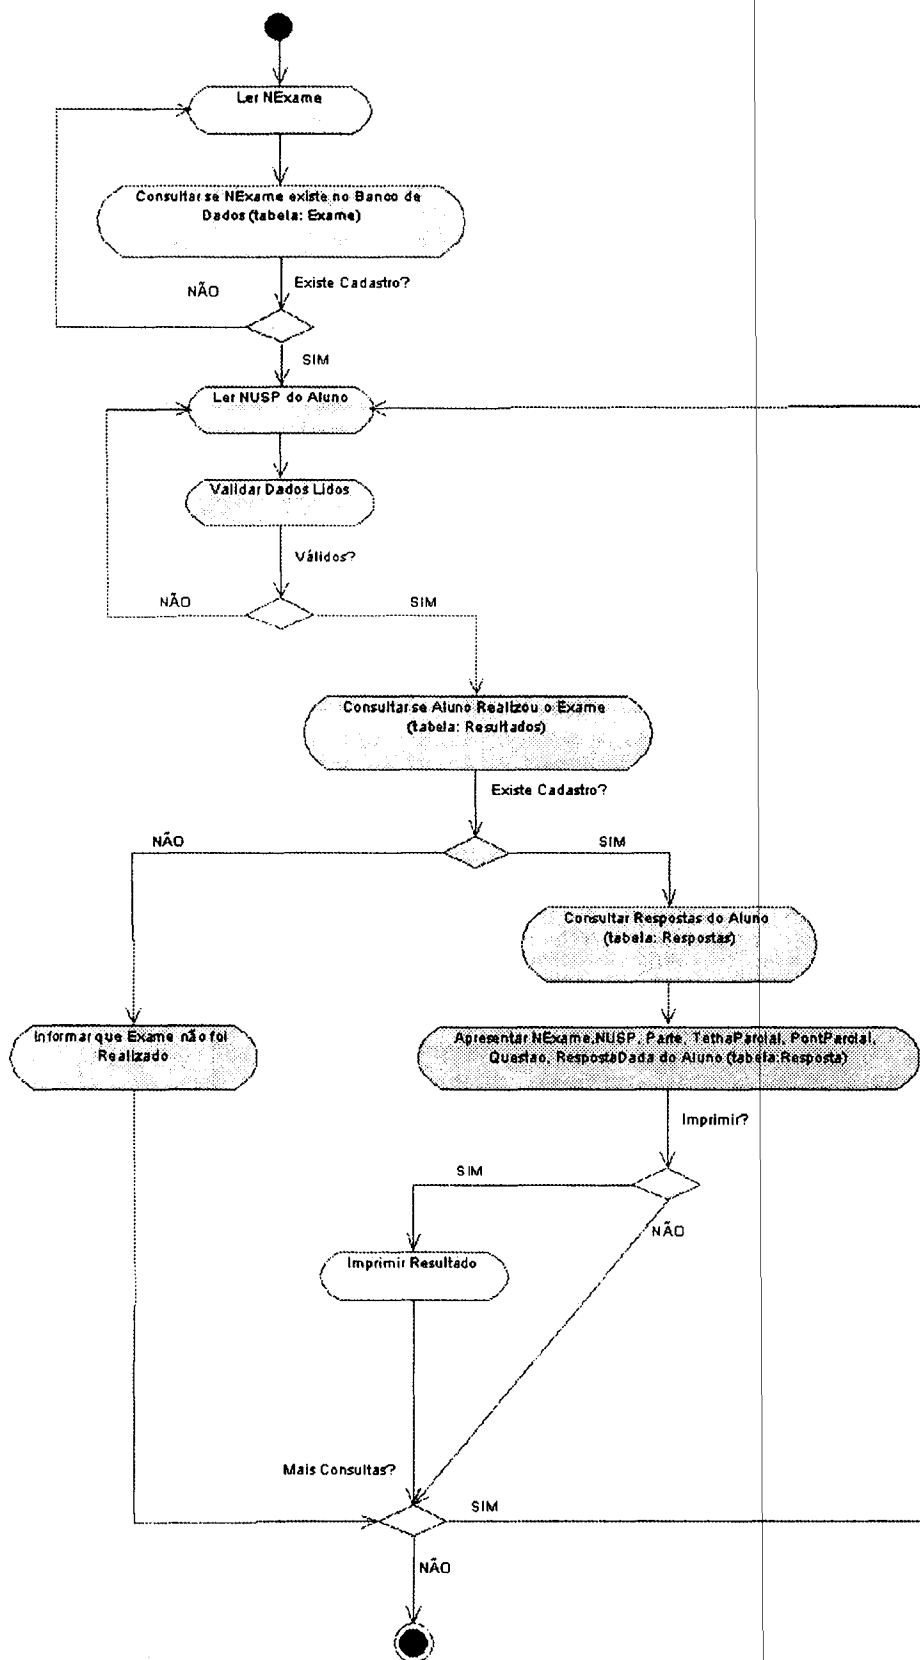 Ler NExame
Consultar se NExame existe no Banco de
Dados (tabela: Exame)
Existe Cadastro?
NÃO
SIM
Ler NUSP do Aluno
Validar Dados Lidos
Válidos?
NÃO
SIM
Consultar se Aluno Realizou o Exame
(tabela: Resultados)
Existe Cadastro?
NÃO
SIM
Consultar Respostas do Aluno
(tabela: Respostas)
Informar que Exame não foi
Realizado
Apresentar NExame,NUSP, Parte, TethaParcial, PontParcial,
Questao, RespostaDada do Aluno (tabela:Resposta)
Imprimir?
SIM
NÃO
Imprimir Resultado
Mais Consultas?
SIM
NÃO